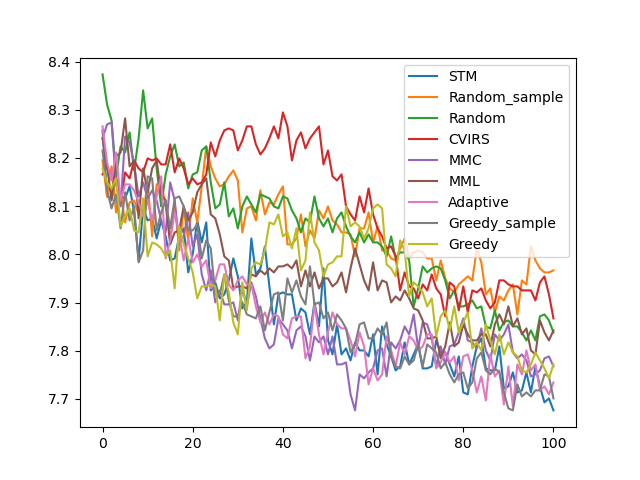 8.4
8.3
8.2
8.1
8.0
7.9
7.8
7.7
0
20
40
60
80
100
STM
Random_sample
Random
CVIRS
MMC
MML
Adaptive
Greedy_sample
Greedy